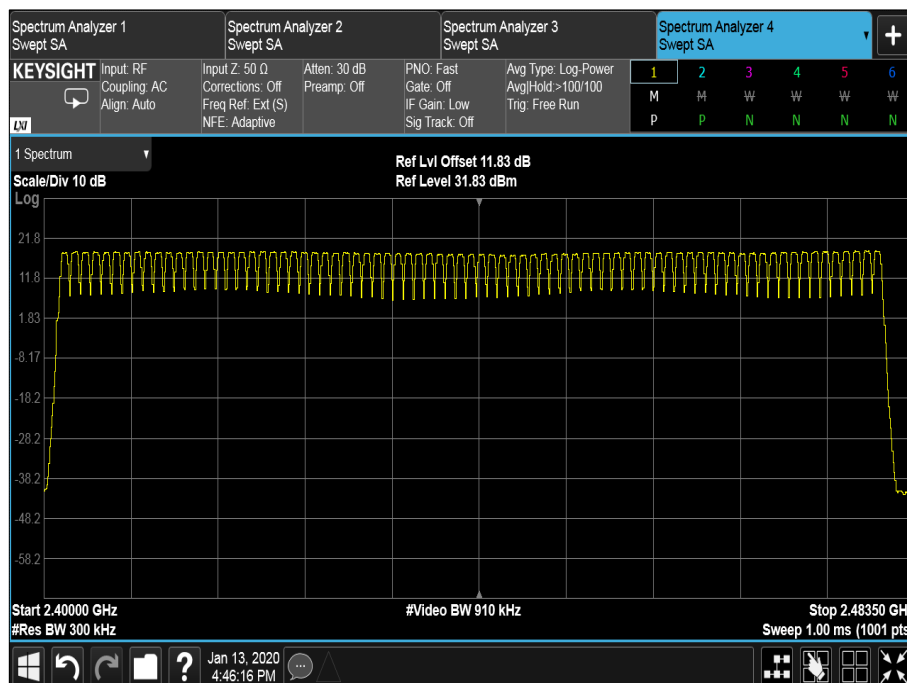 Spectrum Analyzer 1
Swept SA
Spectrum Analyzer 2
Swept SA
Spectrum Analyzer 3
Swept SA
Spectrum Analyzer 4
Swept SA
+
KEYSIGHT
LXI
Input: RF
Coupling: AC
Align: Auto
Input Z: 50 Ω
Corrections: Off
Freq Ref: Ext (S)
NFE: Adaptive
Atten: 30 dB
Preamp: Off
PNO: Fast
Gate: Off
IF Gain: Low
Sig Track: Off
Avg Type: Log-Power
Avg|Hold:>100/100
Trig: Free Run
1 2 3 4 5 6
M M W W W W
P P N N N N
1 Spectrum
Scale/Div 10 dB
Ref Lvl Offset 11.83 dB
Ref Level 31.83 dBm
Log
21.8
11.8
1.83
-8.17
-18.2
-28.2
-38.2
-48.2
-58.2
Start 2.40000 GHz
#Res BW 300 kHz
#Video BW 910 kHz
Stop 2.48350 GH
Sweep 1.00 ms (1001 pts
?
Jan 13, 2020
4:46:16 PM